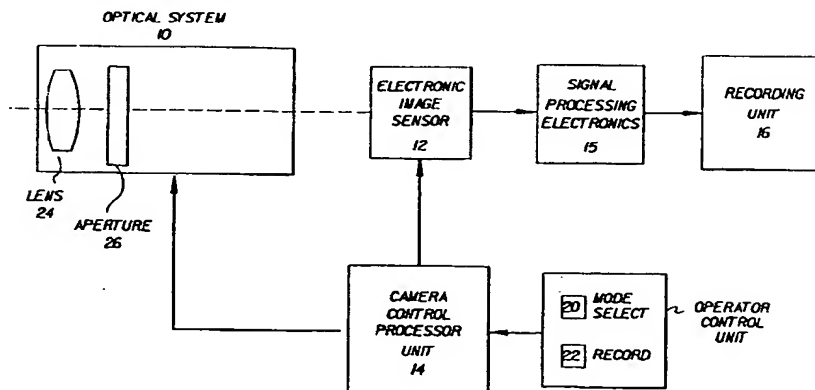 OPTICAL SYSTEM
10
LENS
24
APERTURE
26
ELECTRONIC
IMAGE
SENSOR
12
SIGNAL
PROCESSING
ELECTRONICS
15
RECORDING
UNIT
16
CAMERA
CONTROL
PROCESSOR
UNIT
14
20 MODE
SELECT
22 RECORD
OPERATOR
CONTROL
UNIT